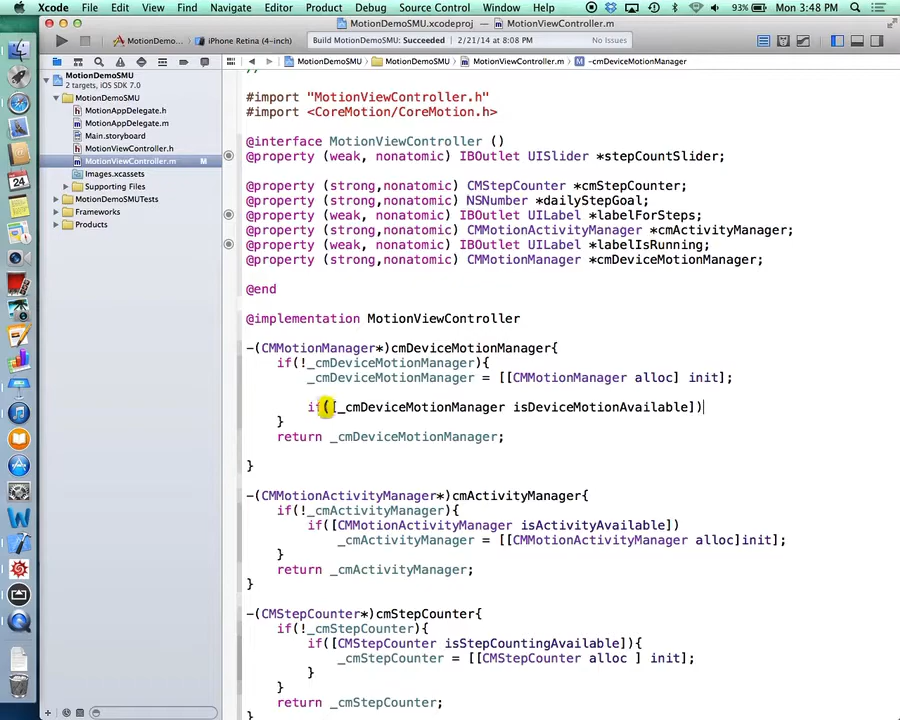 Xcode File Edit View Find Navigate Editor Product Debug Source Control Window 93% Mon 3:48 PM
MotionDemoSMU.xcodeproj — MotionViewController.m
MotionDemo... iPhone Retina (4-inch) Build MotionDemoSMU: Succeeded 2/21/14 at 8:08 PM No Issues
MotionDemoSMU MotionDemoSMU MotionViewController.m M -cmDeviceMotionManager
MotionDemoSMU
2 targets, iOS SDK 7.0
MotionDemoSMU
MotionAppDelegate.h
MotionAppDelegate.m
Main.storyboard
MotionViewController.h
MotionViewController.m M
Images.xcassets
Supporting Files
MotionDemoSMUTests
Frameworks
Products
24
//
#import "MotionViewController.h"
#import <CoreMotion/CoreMotion.h>
@interface MotionViewController ()
@property (weak, nonatomic) IBOutlet UISlider *stepCountSlider;
@property (strong,nonatomic) CMStepCounter *cmStepCounter;
@property (strong,nonatomic) NSNumber *dailyStepGoal;
@property (weak, nonatomic) IBOutlet UILabel *labelForSteps;
@property (strong,nonatomic) CMMotionActivityManager *cmActivityManager;
@property (weak, nonatomic) IBOutlet UILabel *labelIsRunning;
@property (strong,nonatomic) CMMotionManager *cmDeviceMotionManager;
@end
@implementation MotionViewController
-(CMMotionManager*)cmDeviceMotionManager{
if(!_cmDeviceMotionManager){
_cmDeviceMotionManager = [[CMMotionManager alloc] init];
if([_cmDeviceMotionManager isDeviceMotionAvailable])
}
return _cmDeviceMotionManager;
}
-(CMMotionActivityManager*)cmActivityManager{
if(!_cmActivityManager){
if([CMMotionActivityManager isActivityAvailable])
_cmActivityManager = [[CMMotionActivityManager alloc]init];
}
return _cmActivityManager;
}
-(CMStepCounter*)cmStepCounter{
if(!_cmStepCounter){
if([CMStepCounter isStepCountingAvailable]){
_cmStepCounter = [[CMStepCounter alloc ] init];
}
}
return _cmStepCounter;
}